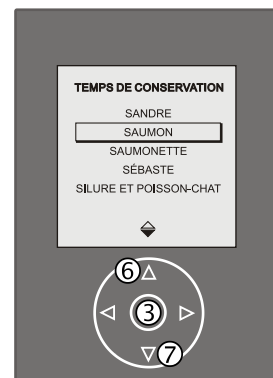 TEMPS DE CONSERVATION
SANDRE
SAUMON
SAUMONETTE
SÉBASTE
SILURE ET POISSON-CHAT
6
3
7